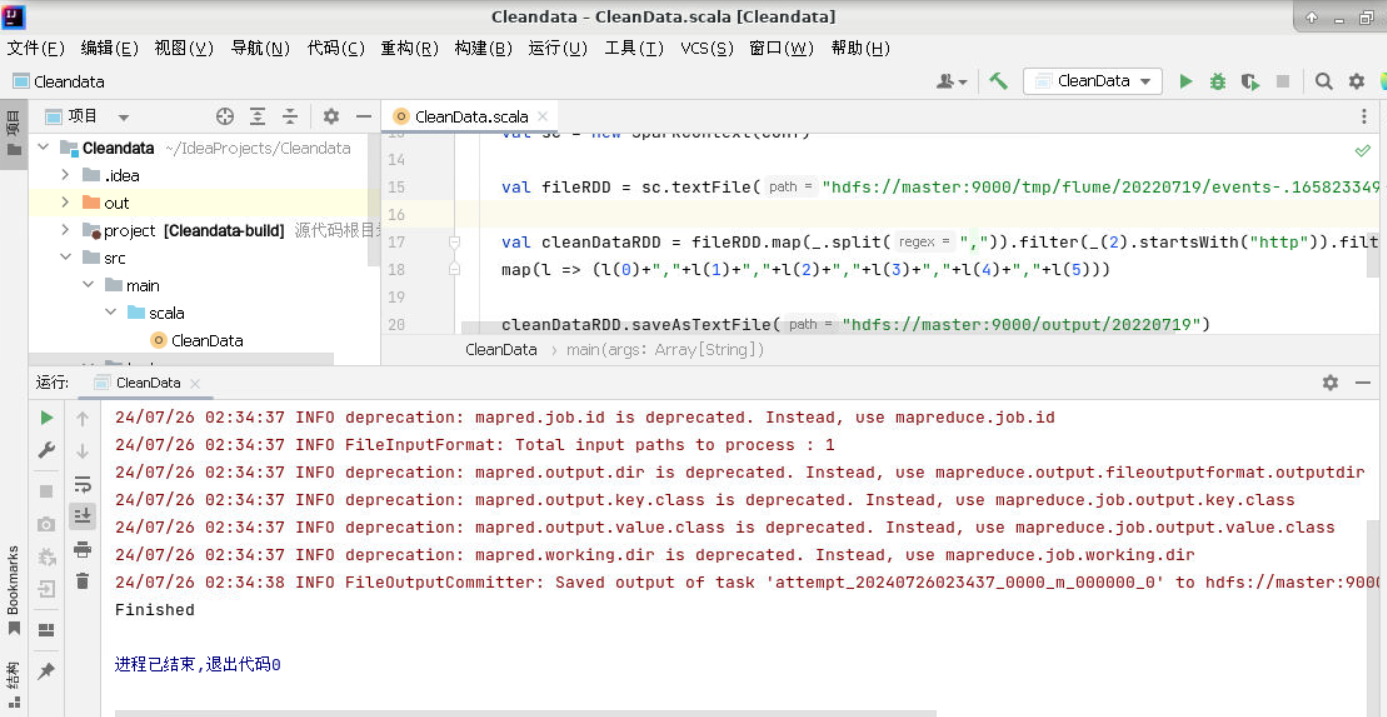 Cleandata - CleanData.scala [Cleandata]
文件(F) 编辑(E) 视图(V) 导航(N) 代码(C) 重构(R) 构建(B) 运行(U) 工具(T) VCS(S) 窗口(W) 帮助(H)
Cleandata
CleanData
项目
项目
CleanData.scala
Cleandata ~/IdeaProjects/Cleandata
.idea
out
project [Cleandata-build] 源代码根目
src
main
scala
CleanData
13 val sc = new SparkContext(conf)
14
15 val fileRDD = sc.textFile( path = "hdfs://master:9000/tmp/flume/20220719/events-.165823349
16
17 val cleanDataRDD = fileRDD.map(_.split( regex = ",")).filter(_(2).startsWith("http")).filt
18 map(l => (l(0)+","+l(1)+","+l(2)+","+l(3)+","+l(4)+","+l(5)))
19
20 cleanDataRDD.saveAsTextFile( path = "hdfs://master:9000/output/20220719")
CleanData › main(args: Array[String])
运行: CleanData
24/07/26 02:34:37 INFO deprecation: mapred.job.id is deprecated. Instead, use mapreduce.job.id
24/07/26 02:34:37 INFO FileInputFormat: Total input paths to process : 1
24/07/26 02:34:37 INFO deprecation: mapred.output.dir is deprecated. Instead, use mapreduce.output.fileoutputformat.outputdir
24/07/26 02:34:37 INFO deprecation: mapred.output.key.class is deprecated. Instead, use mapreduce.job.output.key.class
24/07/26 02:34:37 INFO deprecation: mapred.output.value.class is deprecated. Instead, use mapreduce.job.output.value.class
24/07/26 02:34:37 INFO deprecation: mapred.working.dir is deprecated. Instead, use mapreduce.job.working.dir
24/07/26 02:34:38 INFO FileOutputCommitter: Saved output of task 'attempt_20240726023437_0000_m_000000_0' to hdfs://master:900
Finished
进程已结束,退出代码0
Bookmarks
结构